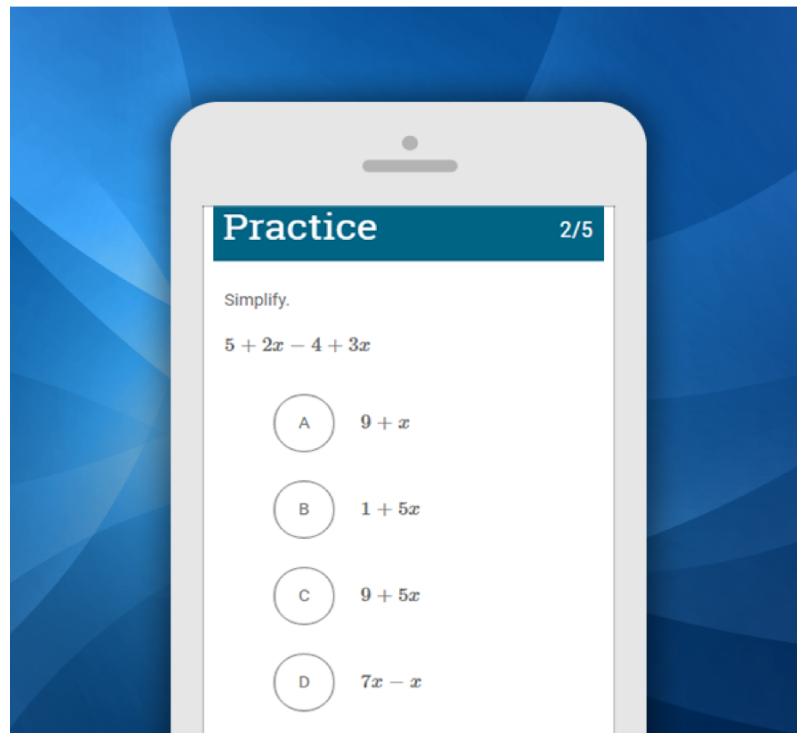 Practice 2/5
Simplify.
5 + 2x − 4 + 3x
A 9 + x
B 1 + 5x
C 9 + 5x
D 7x − x